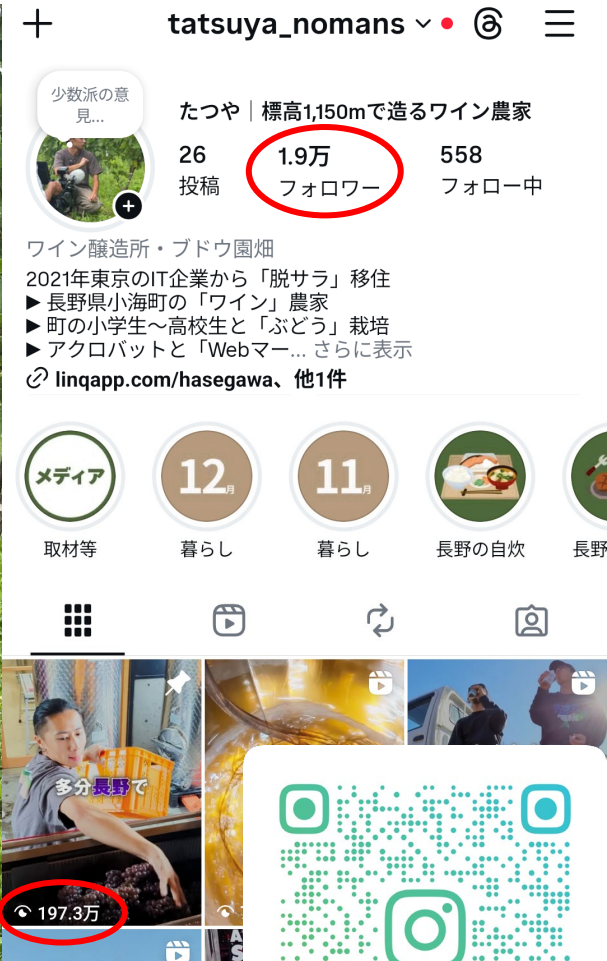 tatsuya_nomans
少数派の意
見...
たつや｜標高1,150mで造るワイン農家
26
1.9万
558
投稿
フォロワー
フォロー中
ワイン醸造所・ブドウ園畑
2021年東京のIT企業から「脱サラ」移住
▶ 長野県小海町の「ワイン」農家
▶ 町の小学生〜高校生と「ぶどう」栽培
▶ アクロバットと「Webマー... さらに表示
linqapp.com/hasegawa、他1件
メディア
12月
11月
取材等
暮らし
暮らし
長野の自炊
長野
多分長野で
197.3万